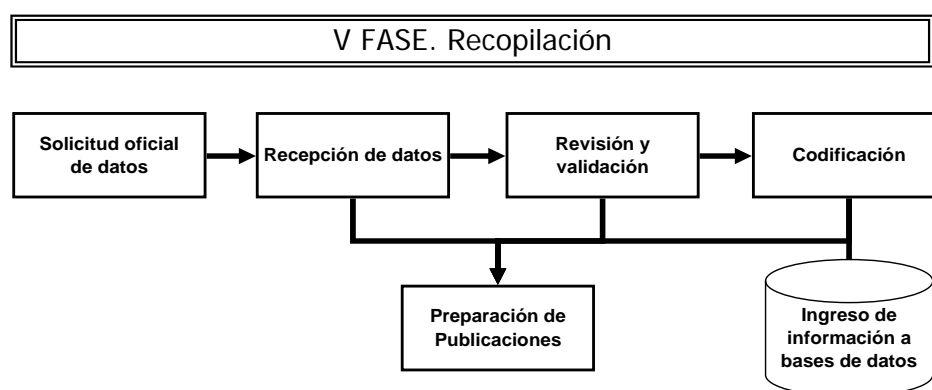 V FASE. Recopilación
Solicitud oficial
de datos
Recepción de datos
Revisión y
validación
Codificación
Preparación de
Publicaciones
Ingreso de
información a
bases de datos